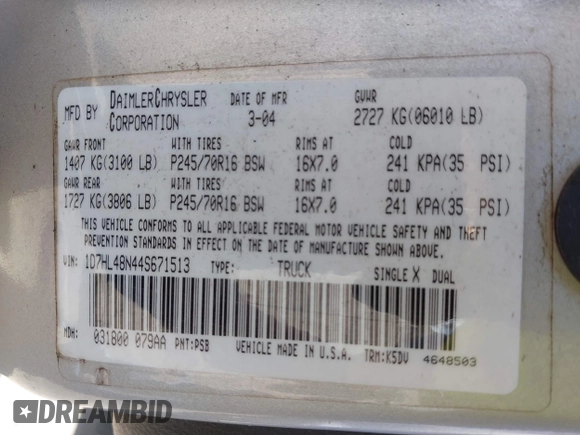 MFD BY DAIMLERCHRYSLER CORPORATION DATE OF MFR 3-04 GVWR 2727 KG(06010 LB)
GAWR FRONT WITH TIRES RIMS AT COLD
1407 KG(3100 LB) P245/70R16 BSW 16X7.0 241 KPA(35 PSI)
GAWR REAR WITH TIRES RIMS AT COLD
1727 KG(3806 LB) P245/70R16 BSW 16X7.0 241 KPA(35 PSI)
THIS VEHICLE CONFORMS TO ALL APPLICABLE FEDERAL MOTOR VEHICLE SAFETY AND THEFT
PREVENTION STANDARDS IN EFFECT ON THE DATE OF MANUFACTURE SHOWN ABOVE.
VIN: 1D7HL48N44S671513 TYPE: TRUCK SINGLE X DUAL
MDH: 031800 079AA PNT:PSB VEHICLE MADE IN U.S.A. TRM:K5DV 4648503
DREAMBID